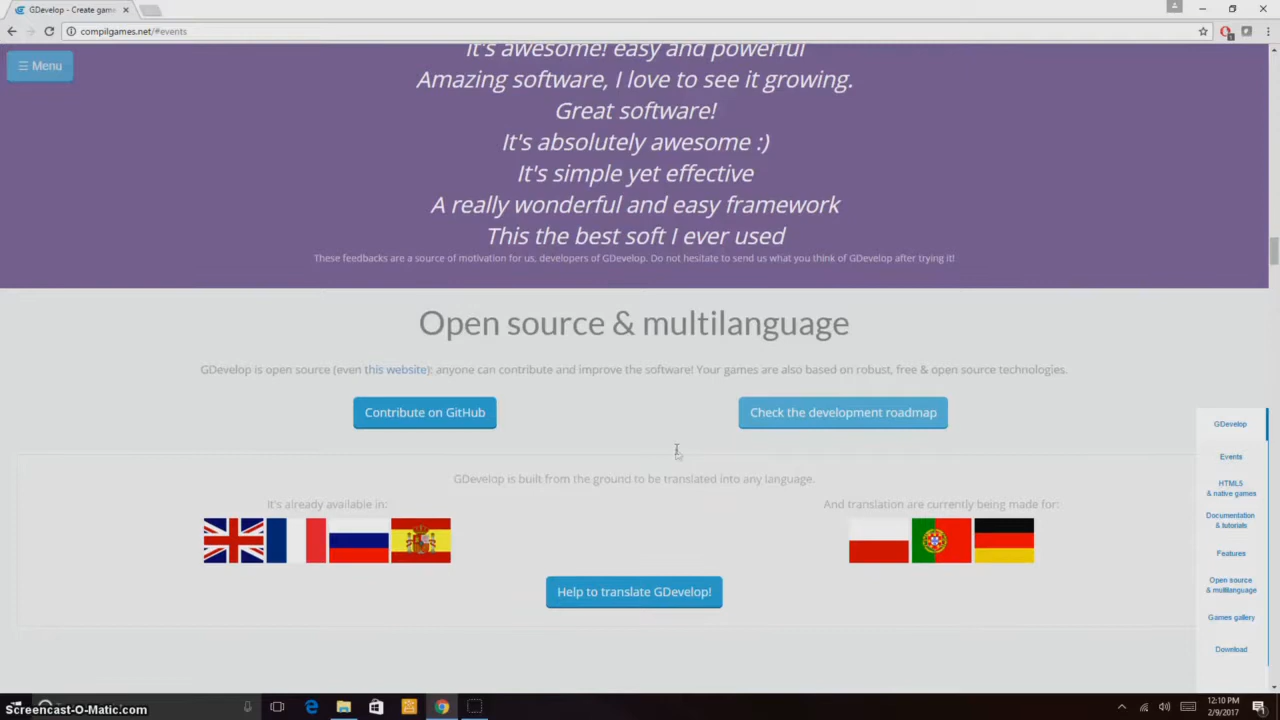 GDevelop - Create game
compilgames.net/#events
☰ Menu
It's awesome! easy and powerful
Amazing software, I love to see it growing.
Great software!
It's absolutely awesome :)
It's simple yet effective
A really wonderful and easy framework
This the best soft I ever used
These feedbacks are a source of motivation for us, developers of GDevelop. Do not hesitate to send us what you think of GDevelop after trying it!
Open source & multilanguage
GDevelop is open source (even this website): anyone can contribute and improve the software! Your games are also based on robust, free & open source technologies.
Contribute on GitHub
Check the development roadmap
GDevelop is built from the ground to be translated into any language.
It's already available in:
And translation are currently being made for:
Help to translate GDevelop!
GDevelop
Events
HTML5
& native games
Documentation
& tutorials
Features
Open source
& multilanguage
Games gallery
Download
Screencast-O-Matic.com
12:10 PM
2/9/2017